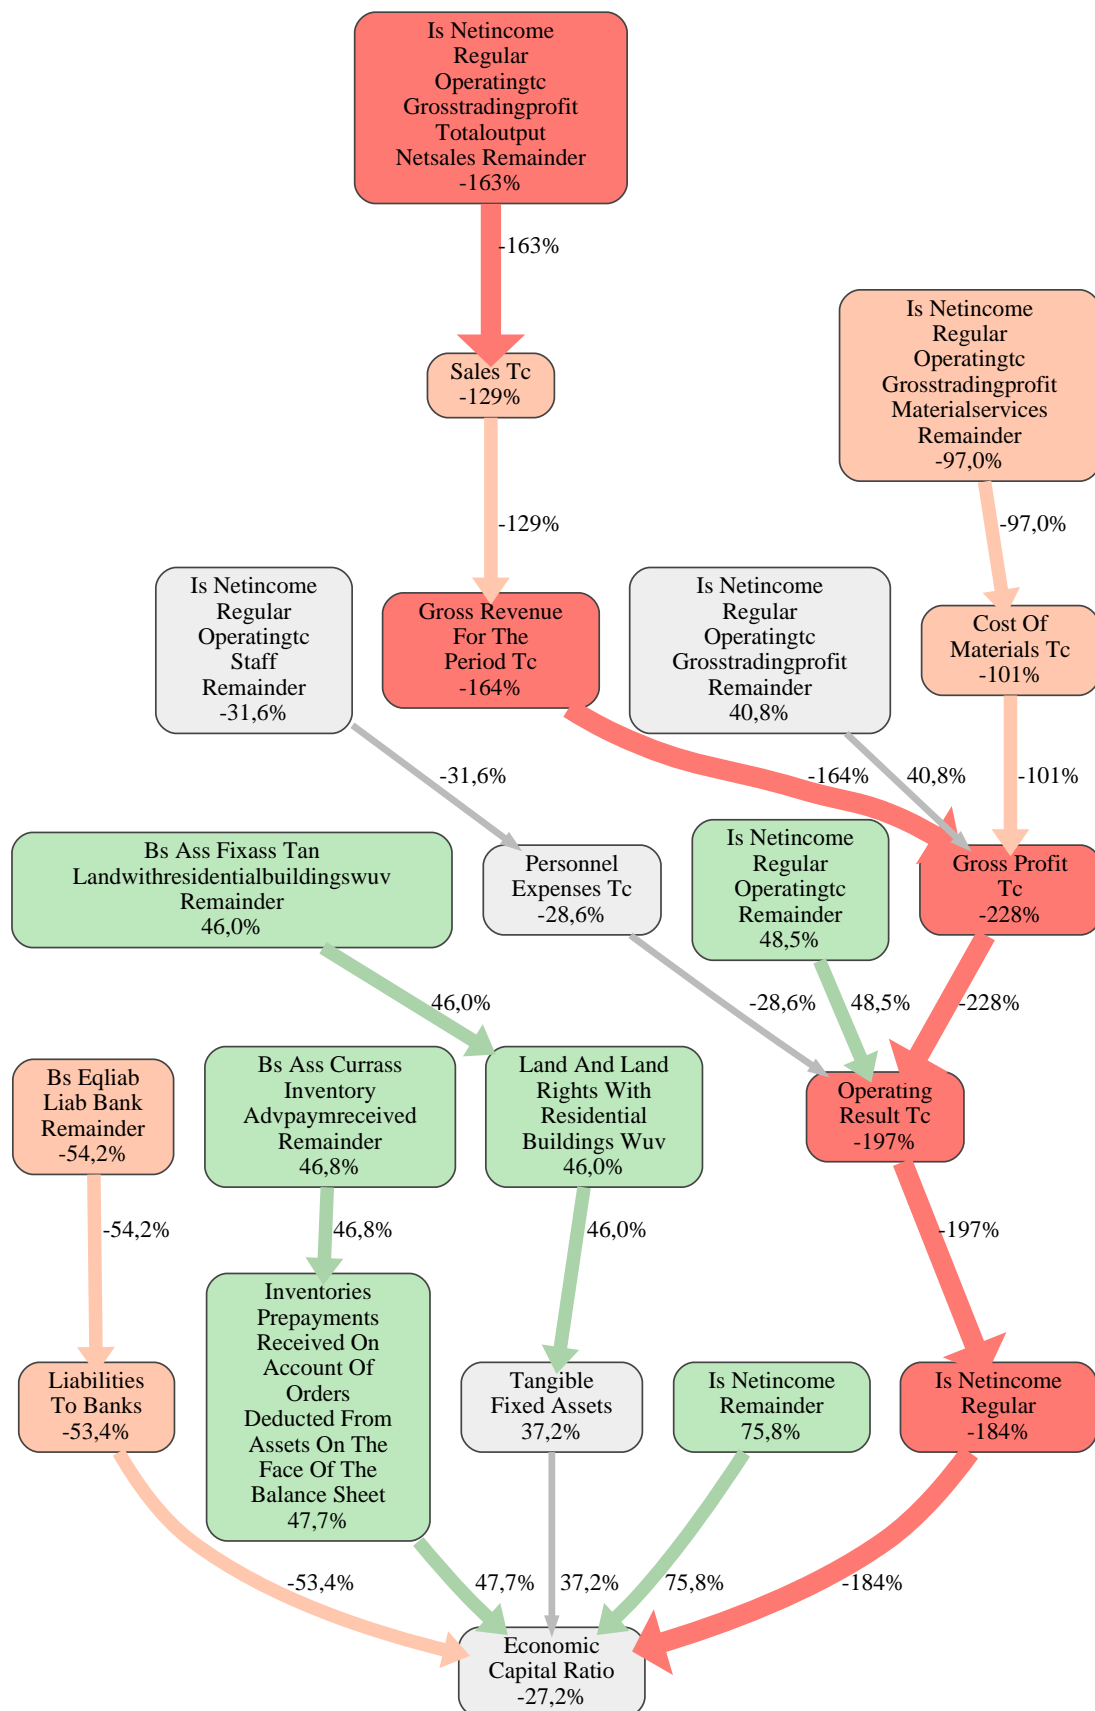 Is Netincome
Regular
Operatingtc
Grosstradingprofit
Totaloutput
Netsales Remainder
-163%
-163%
Is Netincome
Regular
Operatingtc
Grosstradingprofit
Materialservices
Remainder
-97,0%
Sales Tc
-129%
-129%
-97,0%
Is Netincome
Regular
Operatingtc
Staff
Remainder
-31,6%
Gross Revenue
For The
Period Tc
-164%
Is Netincome
Regular
Operatingtc
Grosstradingprofit
Remainder
40,8%
Cost Of
Materials Tc
-101%
-31,6%
-164%
40,8%
-101%
Bs Ass Fixass Tan
Landwithresidentialbuildingswuv
Remainder
46,0%
Personnel
Expenses Tc
-28,6%
Is Netincome
Regular
Operatingtc
Remainder
48,5%
Gross Profit
Tc
-228%
46,0%
-28,6%
48,5%
-228%
Bs Eqliab
Liab Bank
Remainder
-54,2%
Bs Ass Currass
Inventory
Advpaymreceived
Remainder
46,8%
Land And Land
Rights With
Residential
Buildings Wuv
46,0%
Operating
Result Tc
-197%
-54,2%
46,8%
46,0%
-197%
Liabilities
To Banks
-53,4%
Inventories
Prepayments
Received On
Account Of
Orders
Deducted From
Assets On The
Face Of The
Balance Sheet
47,7%
Tangible
Fixed Assets
37,2%
Is Netincome
Remainder
75,8%
Is Netincome
Regular
-184%
-53,4%
47,7%
37,2%
75,8%
-184%
Economic
Capital Ratio
-27,2%